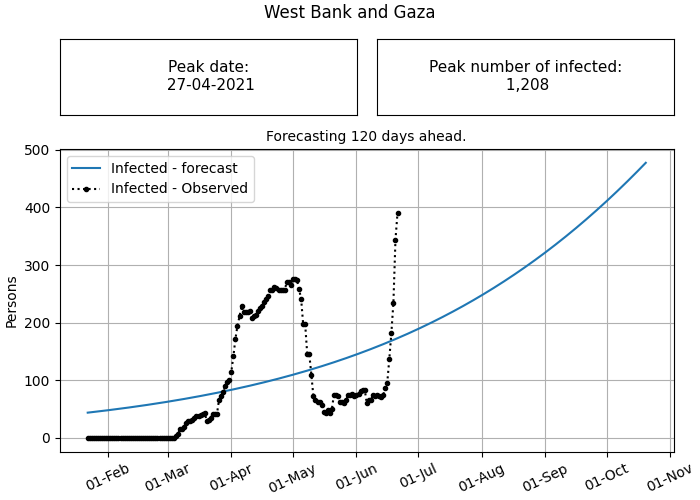 West Bank and Gaza
Peak date:
27-04-2021
Peak number of infected:
1,208
Forecasting 120 days ahead.
Infected - forecast
Infected - Observed
Persons
500
400
300
200
100
0
01-Feb
01-Mar
01-Apr
01-May
01-Jun
01-Jul
01-Aug
01-Sep
01-Oct
01-Nov